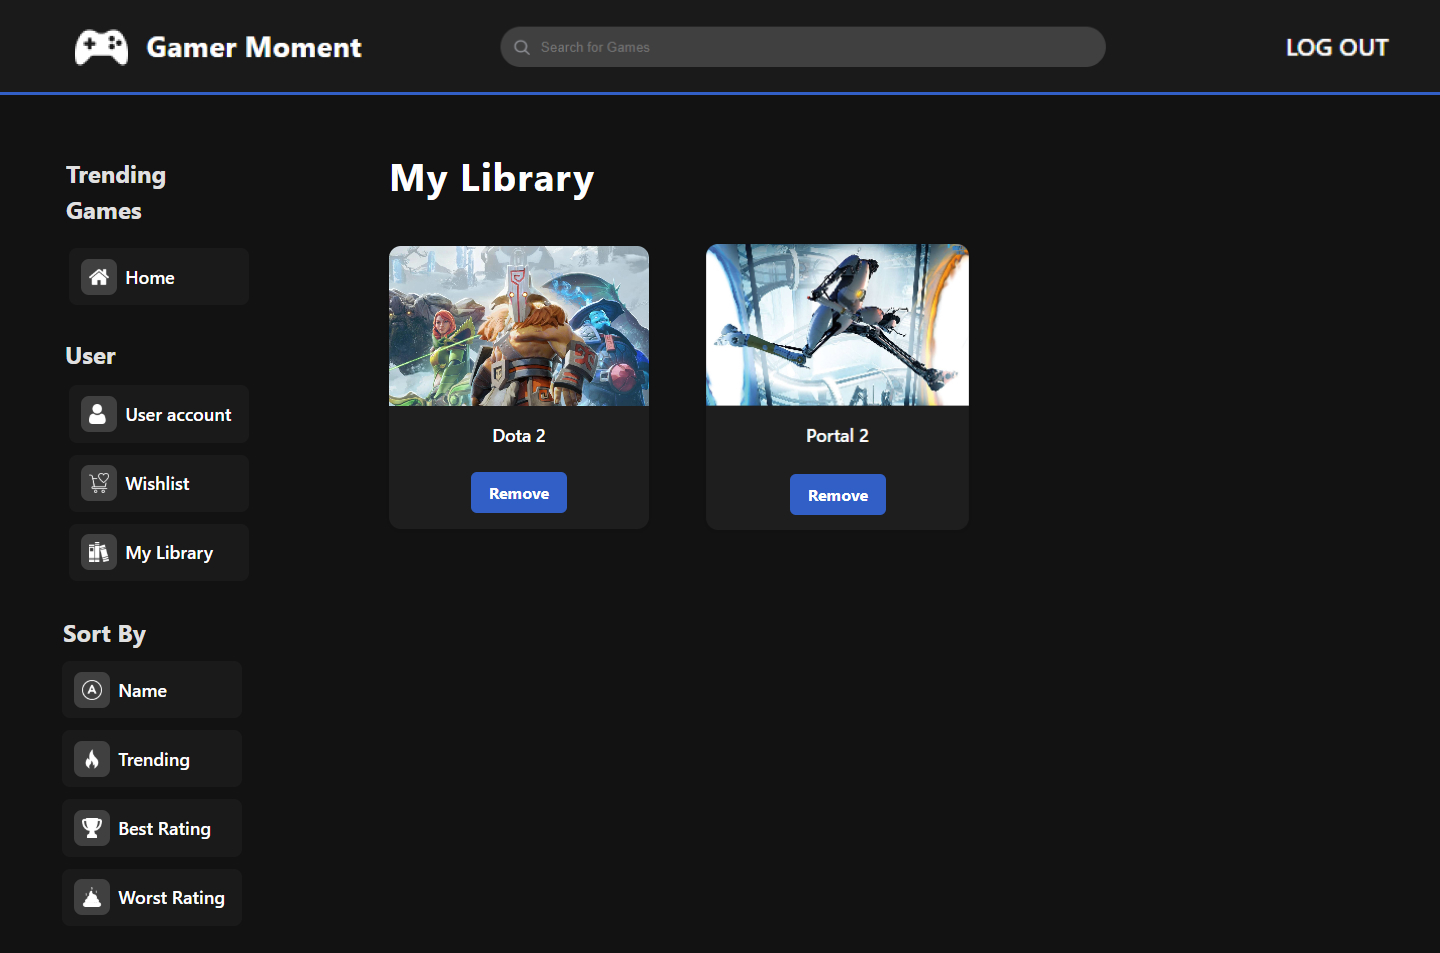 Gamer Moment
Search for Games
LOG OUT
Trending
Games
Home
User
User account
Wishlist
My Library
Sort By
Name
Trending
Best Rating
Worst Rating
My Library
Dota 2
Remove
Portal 2
Remove